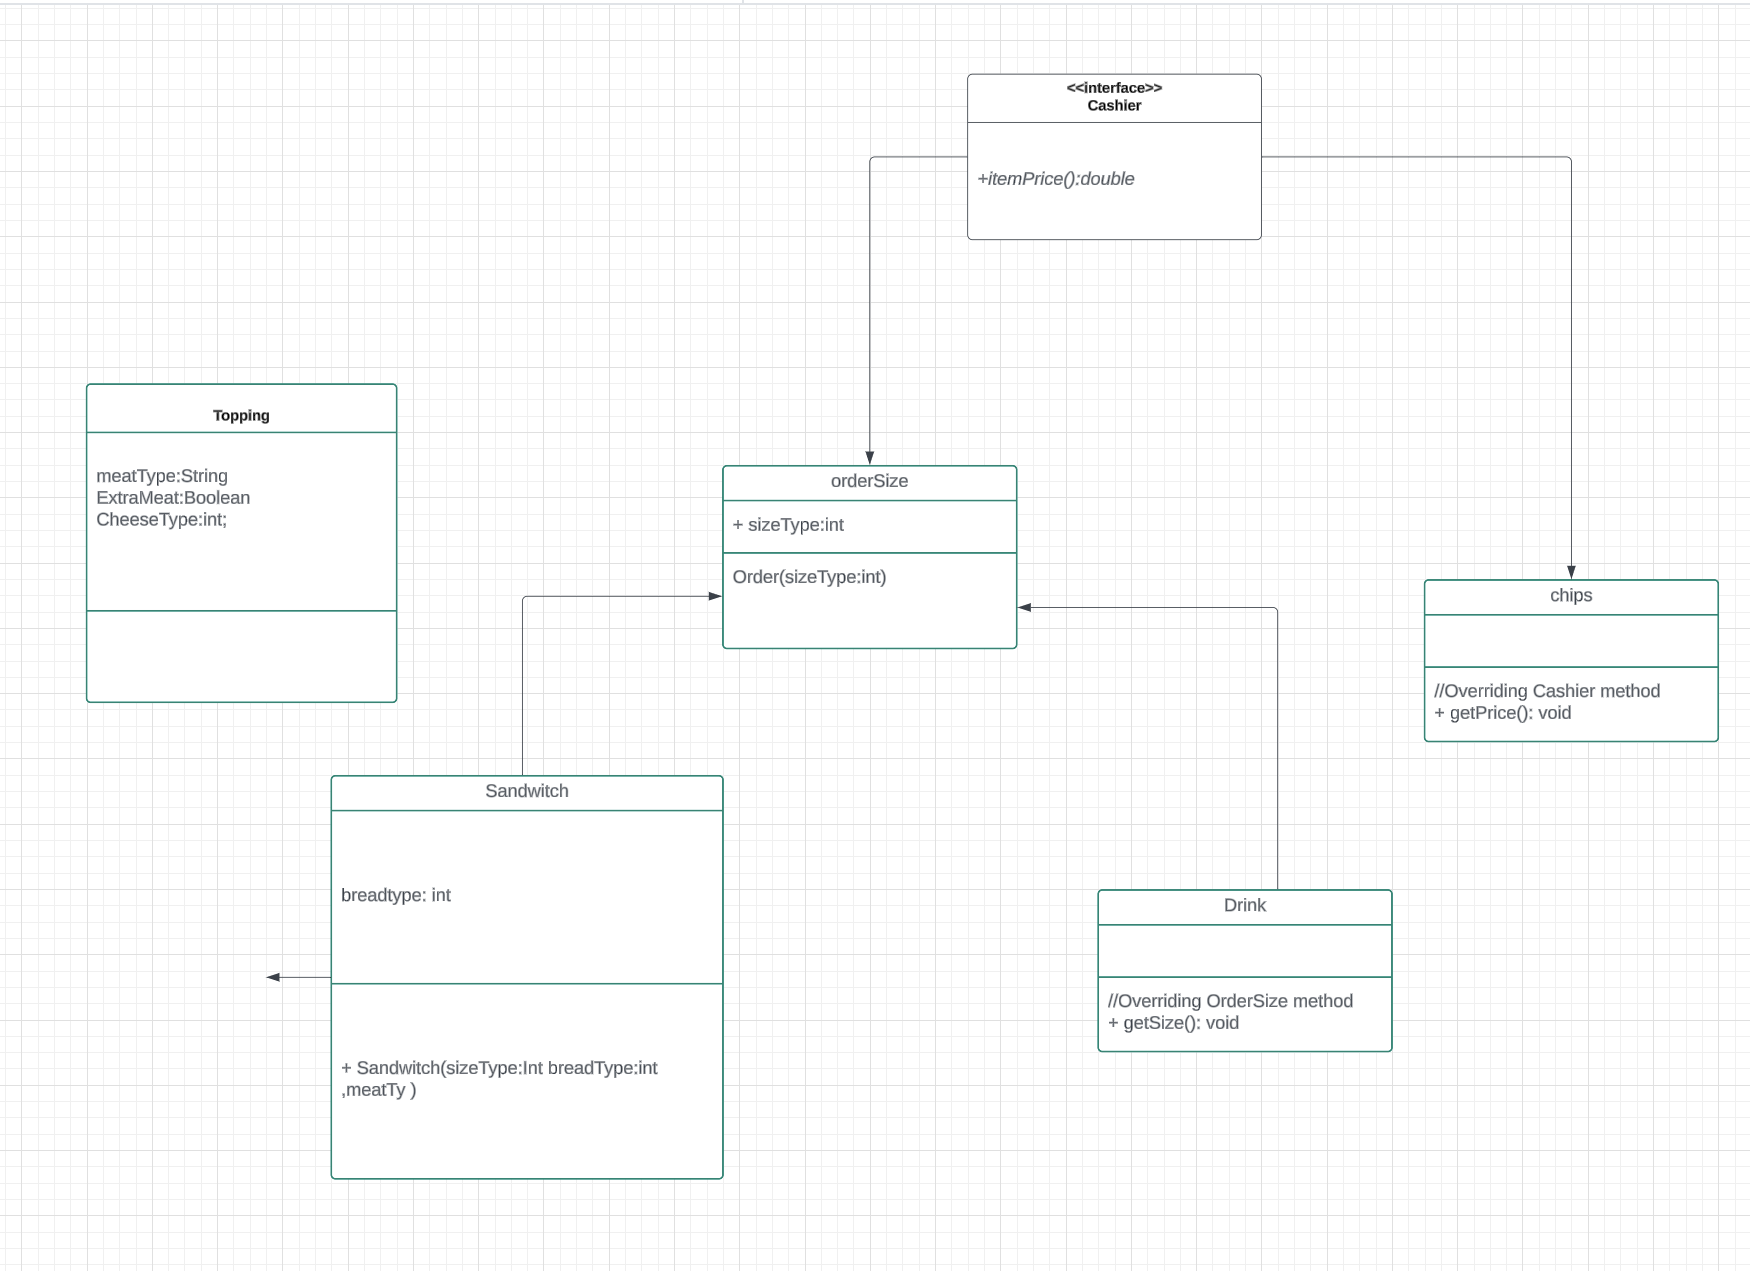 <<interface>>
Cashier
+itemPrice():double
Topping
meatType:String
ExtraMeat:Boolean
CheeseType:int;
orderSize
+ sizeType:int
Order(sizeType:int)
chips
//Overriding Cashier method
+ getPrice(): void
Sandwitch
breadtype: int
+ Sandwitch(sizeType:Int breadType:int
,meatTy )
Drink
//Overriding OrderSize method
+ getSize(): void